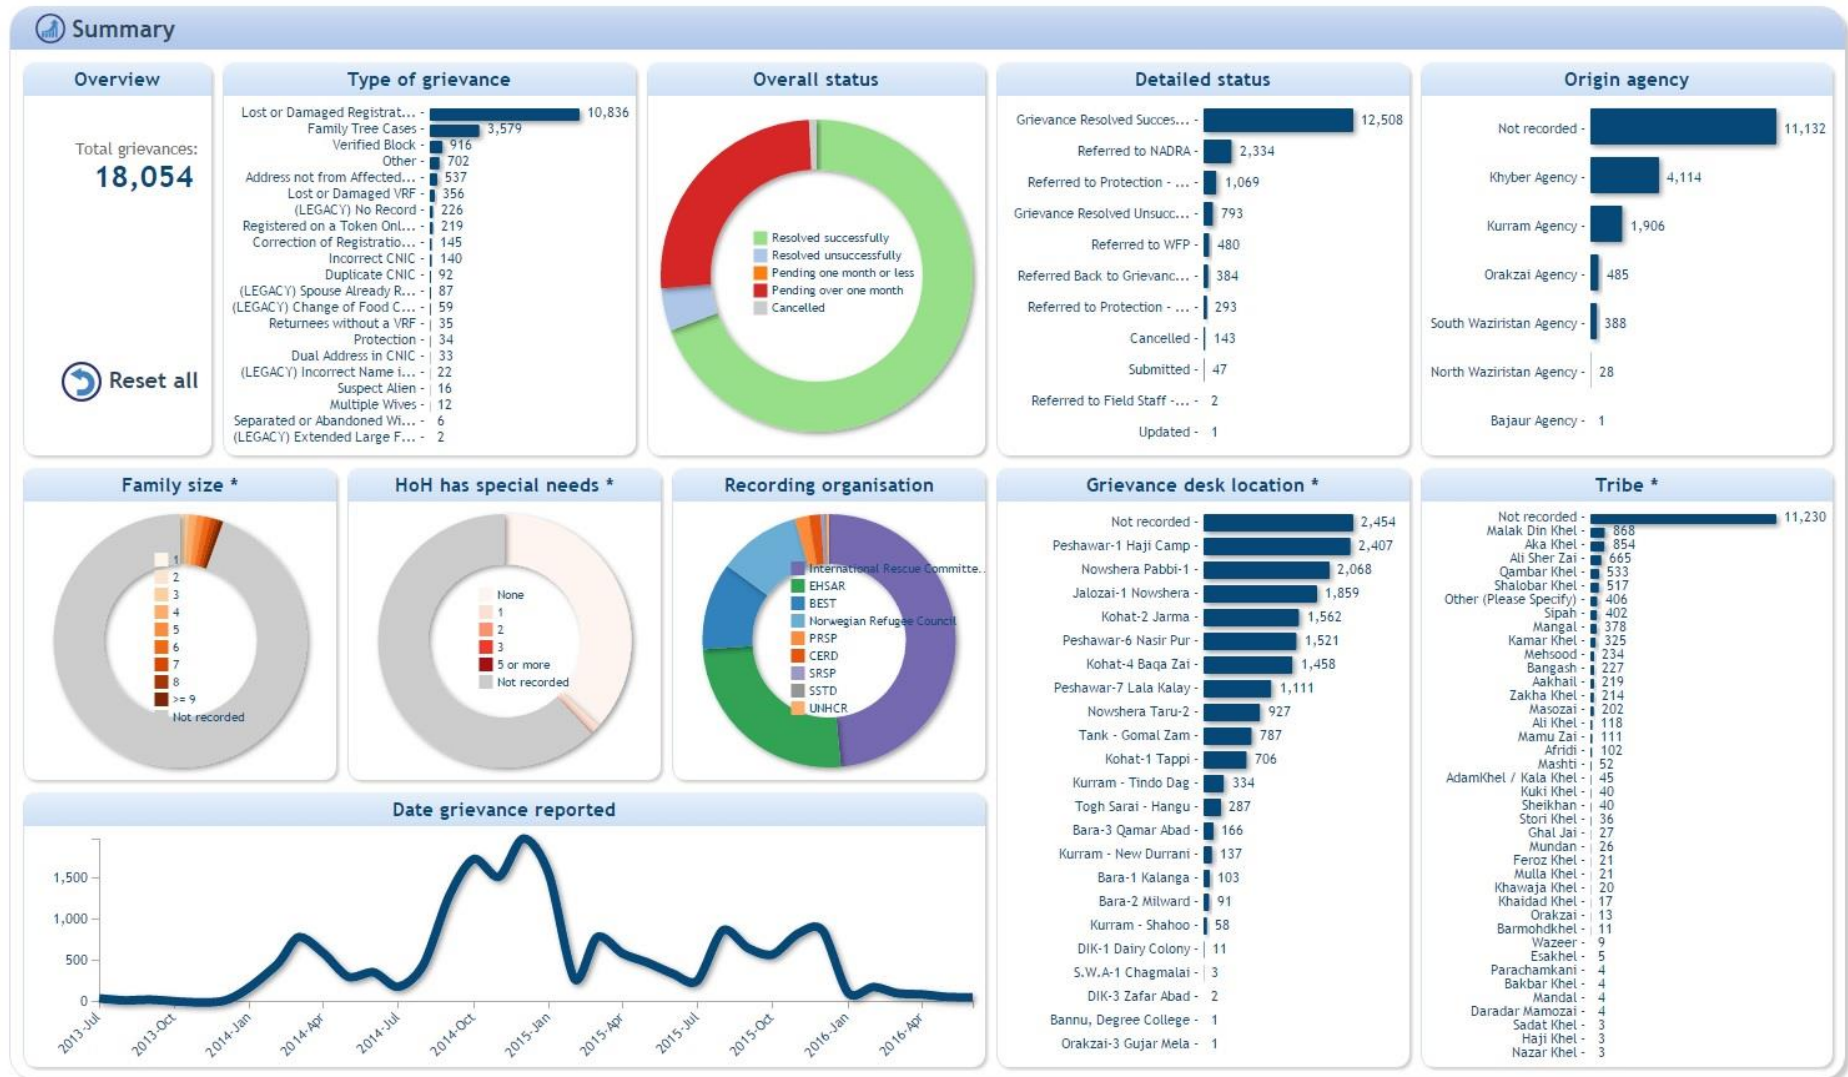 Summary
Overview
Total grievances:
18,054
Reset all
Type of grievance
Lost or Damaged Registrat... - 10,836
Family Tree Cases - 3,579
Verified Block - 916
Other - 702
Address not from Affected... - 537
Lost or Damaged VRF - 356
(LEGACY) No Record - 226
Registered on a Token Onl... - 219
Correction of Registratio... - 145
Incorrect CNIC - 140
Duplicate CNIC - 92
(LEGACY) Spouse Already R... - 87
(LEGACY) Change of Food C... - 59
Returnees without a VRF - 35
Protection - 34
Dual Address in CNIC - 33
(LEGACY) Incorrect Name i... - 22
Suspect Alien - 16
Multiple Wives - 12
Separated or Abandoned Wi... - 6
(LEGACY) Extended Large F... - 2
Overall status
Resolved successfully
Resolved unsuccessfully
Pending one month or less
Pending over one month
Cancelled
Detailed status
Grievance Resolved Succes... - 12,508
Referred to NADRA - 2,334
Referred to Protection - ... - 1,069
Grievance Resolved Unsucc... - 793
Referred to WFP - 480
Referred Back to Grievanc... - 384
Referred to Protection - ... - 293
Cancelled - 143
Submitted - 47
Referred to Field Staff -... - 2
Updated - 1
Origin agency
Not recorded - 11,132
Khyber Agency - 4,114
Kurram Agency - 1,906
Orakzai Agency - 485
South Waziristan Agency - 388
North Waziristan Agency - 28
Bajaur Agency - 1
Family size *
1
2
3
4
5
6
7
8
>= 9
Not recorded
HoH has special needs *
None
1
2
3
5 or more
Not recorded
Recording organisation
International Rescue Committe..
EHSAR
BEST
Norwegian Refugee Council
PRSP
CERD
SRSP
SSTD
UNHCR
Date grievance reported
1,500
1,000
500
0
2013-Jul
2013-Oct
2014-Jan
2014-Apr
2014-Jul
2014-Oct
2015-Jan
2015-Apr
2015-Jul
2015-Oct
2016-Jan
2016-Apr
Grievance desk location *
Not recorded - 2,454
Peshawar-1 Haji Camp - 2,407
Nowshera Pabbi-1 - 2,068
Jalozai-1 Nowshera - 1,859
Kohat-2 Jarma - 1,562
Peshawar-6 Nasir Pur - 1,521
Kohat-4 Baqa Zai - 1,458
Peshawar-7 Lala Kalay - 1,111
Nowshera Taru-2 - 927
Tank - Gomal Zam - 787
Kohat-1 Tappi - 706
Kurram - Tindo Dag - 334
Togh Sarai - Hangu - 287
Bara-3 Qamar Abad - 166
Kurram - New Durrani - 137
Bara-1 Kalanga - 103
Bara-2 Milward - 91
Kurram - Shahoo - 58
DIK-1 Dairy Colony - 11
S.W.A-1 Chagmalai - 3
DIK-3 Zafar Abad - 2
Bannu, Degree College - 1
Orakzai-3 Gujar Mela - 1
Tribe *
Not recorded - 11,230
Malak Din Khel - 868
Aka Khel - 854
Ali Sher Zai - 665
Qambar Khel - 533
Shalobar Khel - 517
Other (Please Specify) - 406
Sipah - 402
Mangal - 378
Kamar Khel - 325
Mehsood - 234
Bangash - 227
Aakhail - 219
Zakha Khel - 214
Masozai - 202
Ali Khel - 118
Mamu Zai - 111
Afridi - 102
Mashti - 52
AdamKhel / Kala Khel - 45
Kuki Khel - 40
Sheikhan - 40
Stori Khel - 36
Ghal Jai - 27
Mundan - 26
Feroz Khel - 21
Mulla Khel - 21
Khawaja Khel - 20
Khaidad Khel - 17
Orakzai - 13
Barmohdkhel - 11
Wazeer - 9
Esakhel - 5
Parachamkani - 4
Bakbar Khel - 4
Mandal - 4
Daradar Mamozai - 4
Sadat Khel - 3
Haji Khel - 3
Nazar Khel - 3